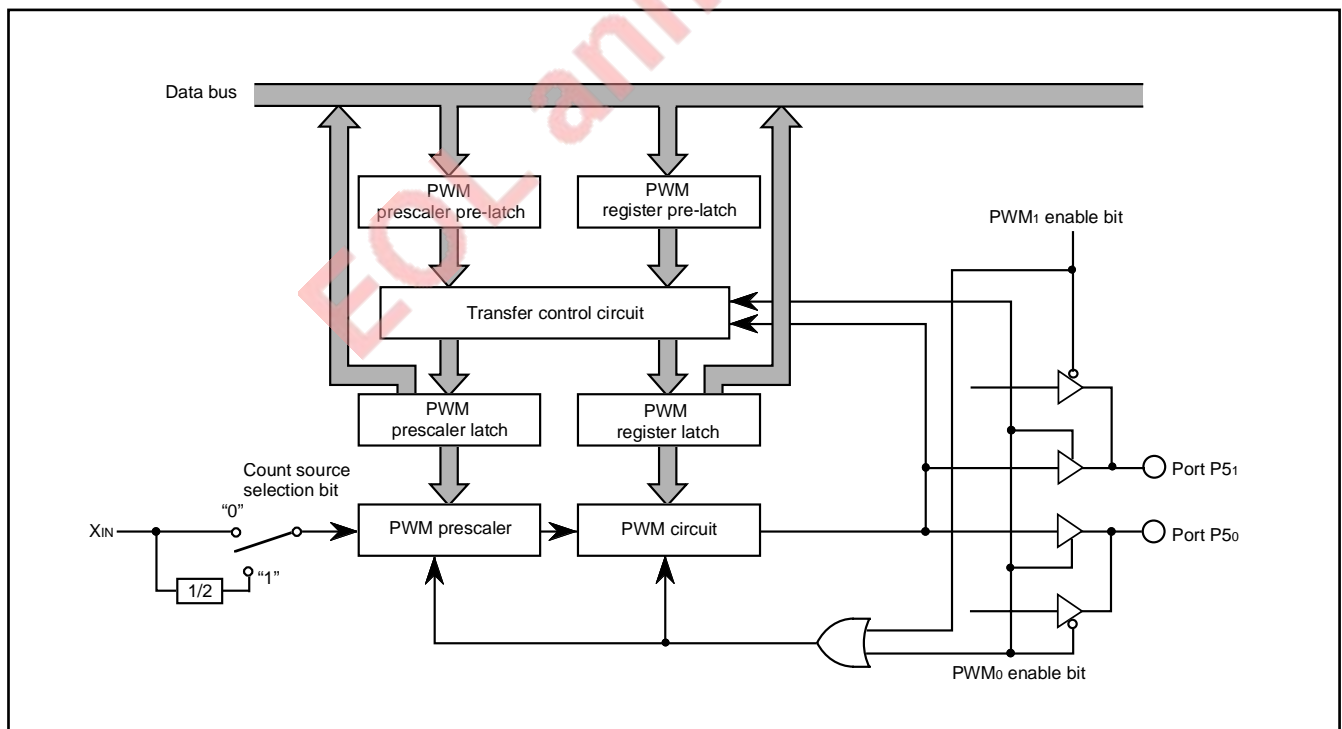 EOL ann
Data bus
PWM
prescaler pre-latch
PWM
register pre-latch
PWM1 enable bit
Transfer control circuit
PWM
prescaler latch
PWM
register latch
Count source
selection bit
Port P51
XIN
“0”
PWM prescaler
PWM circuit
Port P50
“1”
1/2
PWM0 enable bit